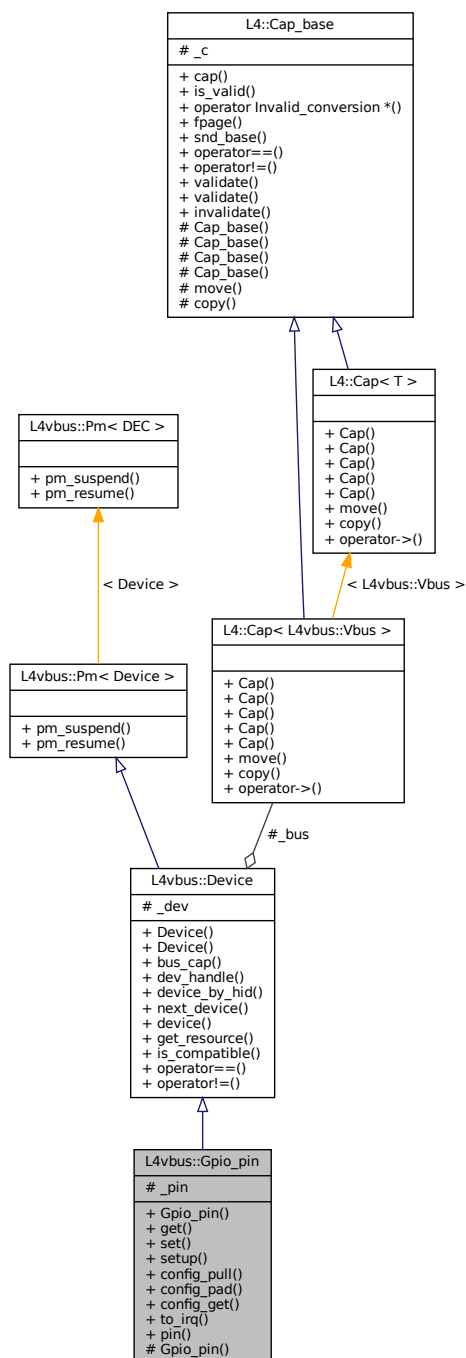 L4::Cap_base
# _c
+ cap()
+ is_valid()
+ operator Invalid_conversion *()
+ fpage()
+ snd_base()
+ operator==()
+ operator!=()
+ validate()
+ validate()
+ invalidate()
# Cap_base()
# Cap_base()
# Cap_base()
# Cap_base()
# move()
# copy()
L4::Cap< T >
+ Cap()
+ Cap()
+ Cap()
+ Cap()
+ Cap()
+ move()
+ copy()
+ operator->()
L4vbus::Pm< DEC >
+ pm_suspend()
+ pm_resume()
< Device >
< L4vbus::Vbus >
L4::Cap< L4vbus::Vbus >
+ Cap()
+ Cap()
+ Cap()
+ Cap()
+ Cap()
+ move()
+ copy()
+ operator->()
L4vbus::Pm< Device >
+ pm_suspend()
+ pm_resume()
#_bus
L4vbus::Device
# _dev
+ Device()
+ Device()
+ bus_cap()
+ dev_handle()
+ device_by_hid()
+ next_device()
+ device()
+ get_resource()
+ is_compatible()
+ operator==()
+ operator!=()
L4vbus::Gpio_pin
# _pin
+ Gpio_pin()
+ get()
+ set()
+ setup()
+ config_pull()
+ config_pad()
+ config_get()
+ to_irq()
+ pin()
# Gpio_pin()